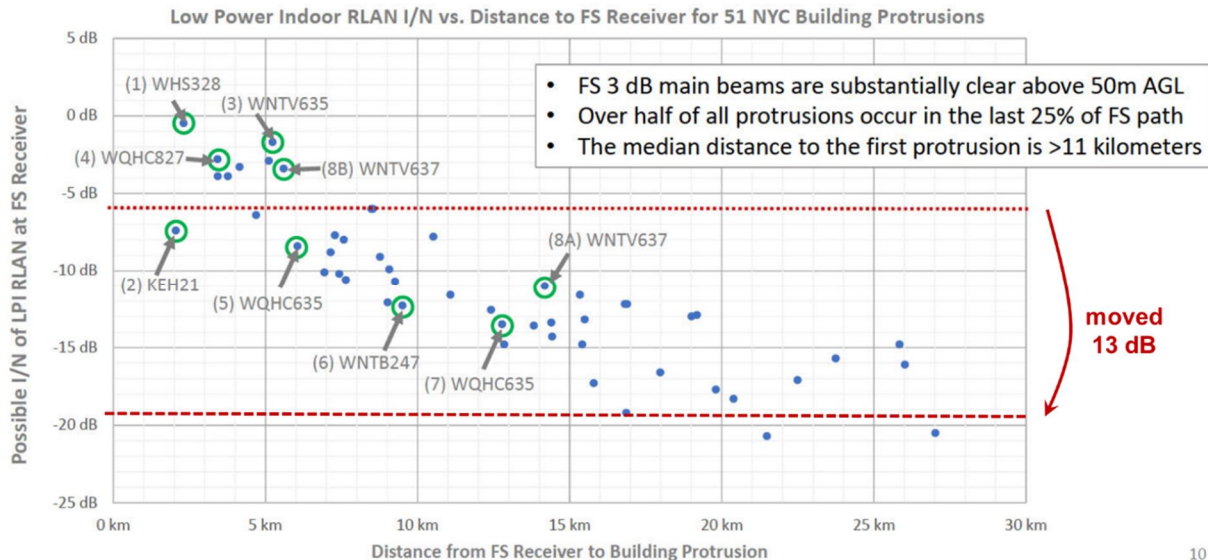 Low Power Indoor RLAN I/N vs. Distance to FS Receiver for 51 NYC Building Protrusions
Possible I/N of LPI RLAN at FS Receiver
5 dB
0 dB
-5 dB
-10 dB
-15 dB
-20 dB
-25 dB
(1) WHS328
(3) WNTV635
(4) WQHC827
(8B) WNTV637
(2) KEH21
(5) WQHC635
(8A) WNTV637
(6) WNTB247
(7) WQHC635
• FS 3 dB main beams are substantially clear above 50m AGL
• Over half of all protrusions occur in the last 25% of FS path
• The median distance to the first protrusion is >11 kilometers
moved
13 dB
0 km
5 km
10 km
15 km
20 km
25 km
30 km
Distance from FS Receiver to Building Protrusion
10